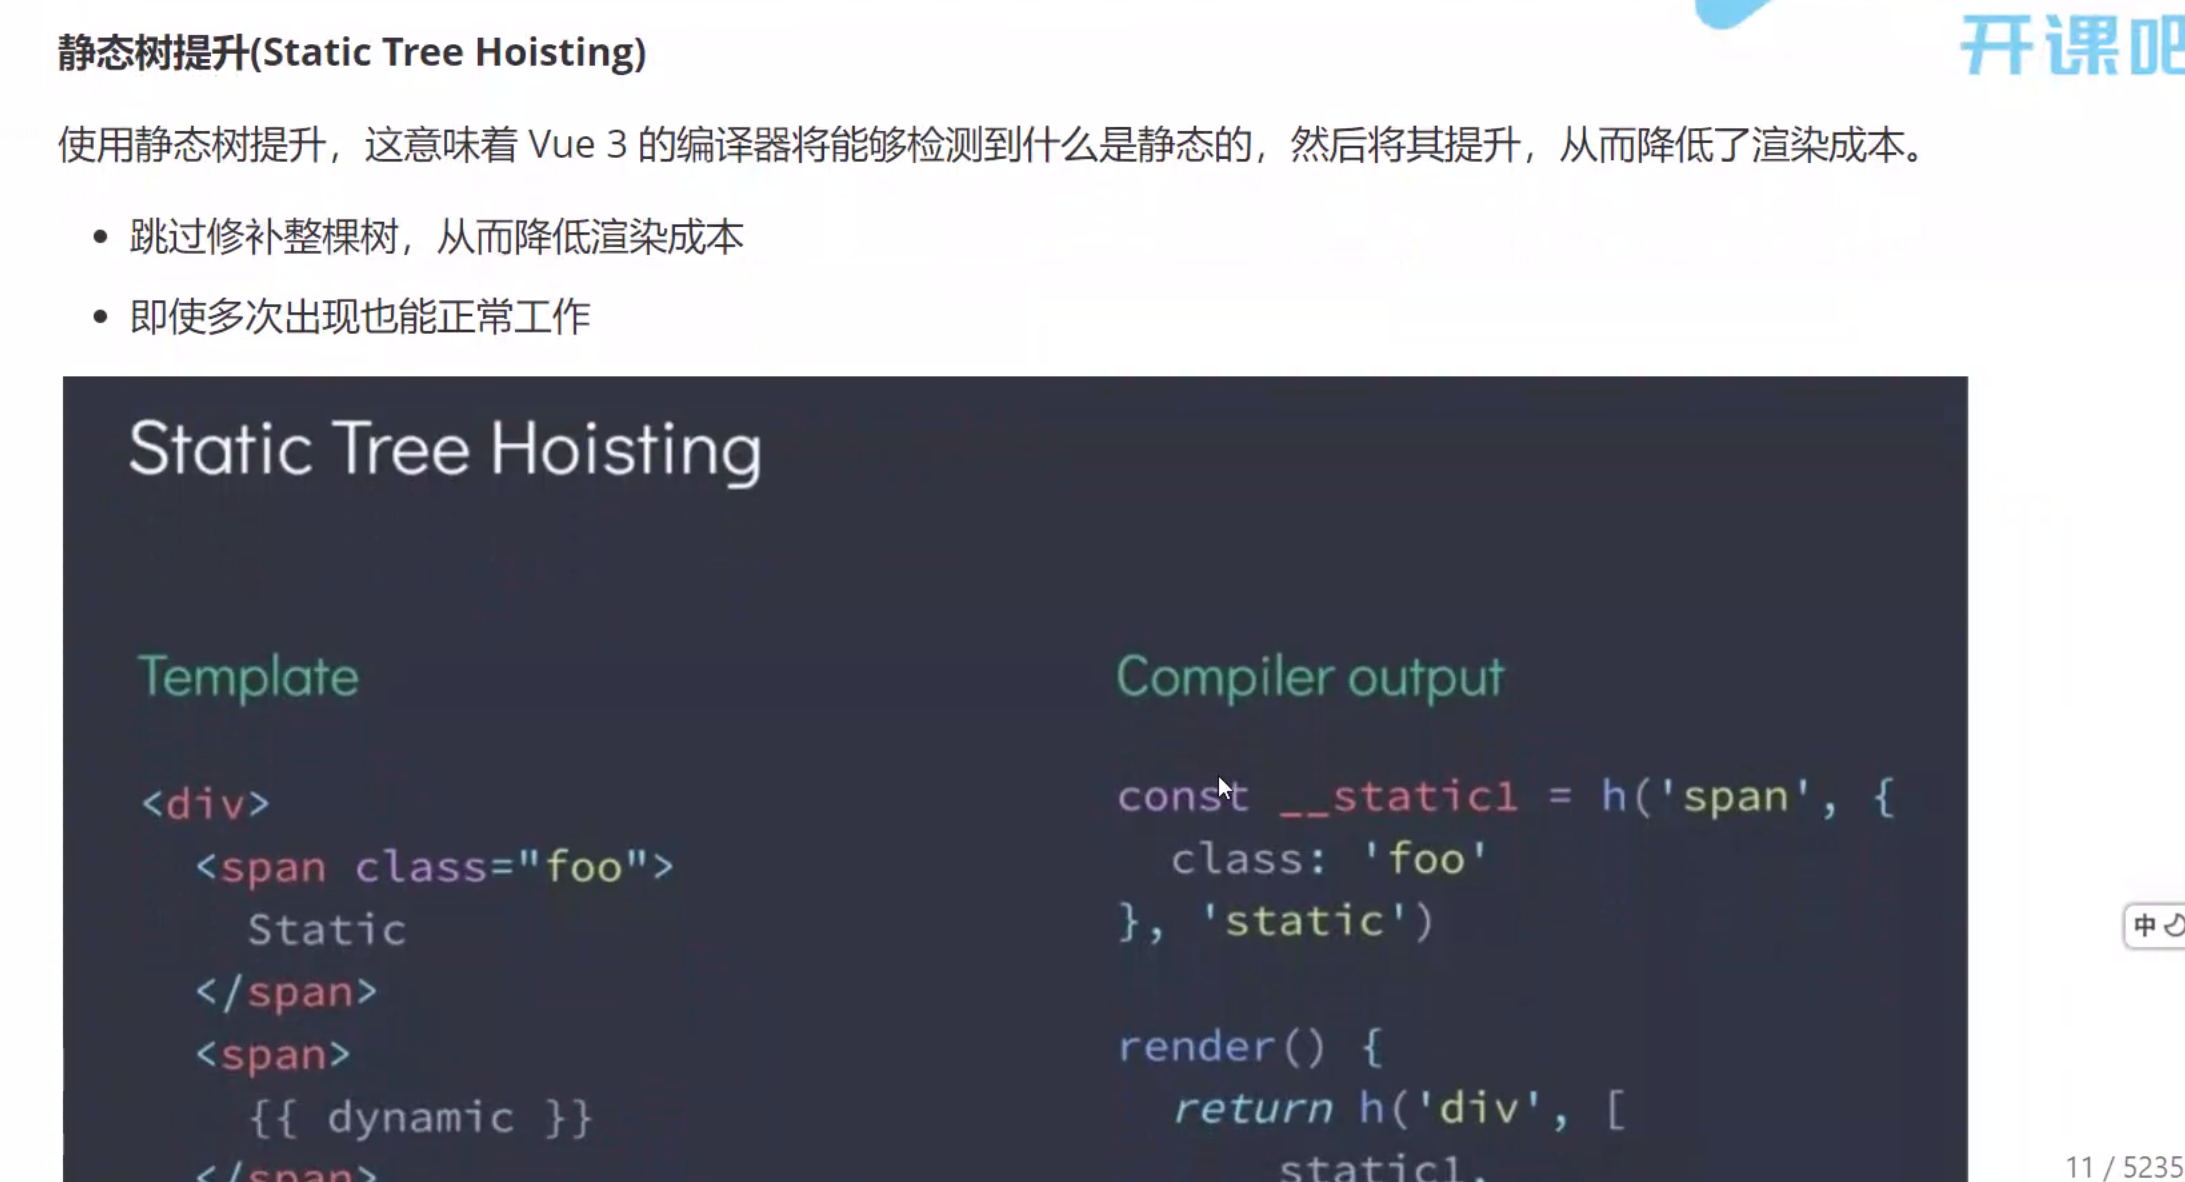 开课吧
静态树提升(Static Tree Hoisting)
使用静态树提升，这意味着 Vue 3 的编译器将能够检测到什么是静态的，然后将其提升，从而降低了渲染成本。
• 跳过修补整棵树，从而降低渲染成本
• 即使多次出现也能正常工作
Static Tree Hoisting
Template
<div>
<span class="foo">
Static
</span>
<span>
{{ dynamic }}
</span>
Compiler output
const __static1 = h('span', {
class: 'foo'
}, 'static')
render() {
return h('div', [
static1,
中
11 / 5235